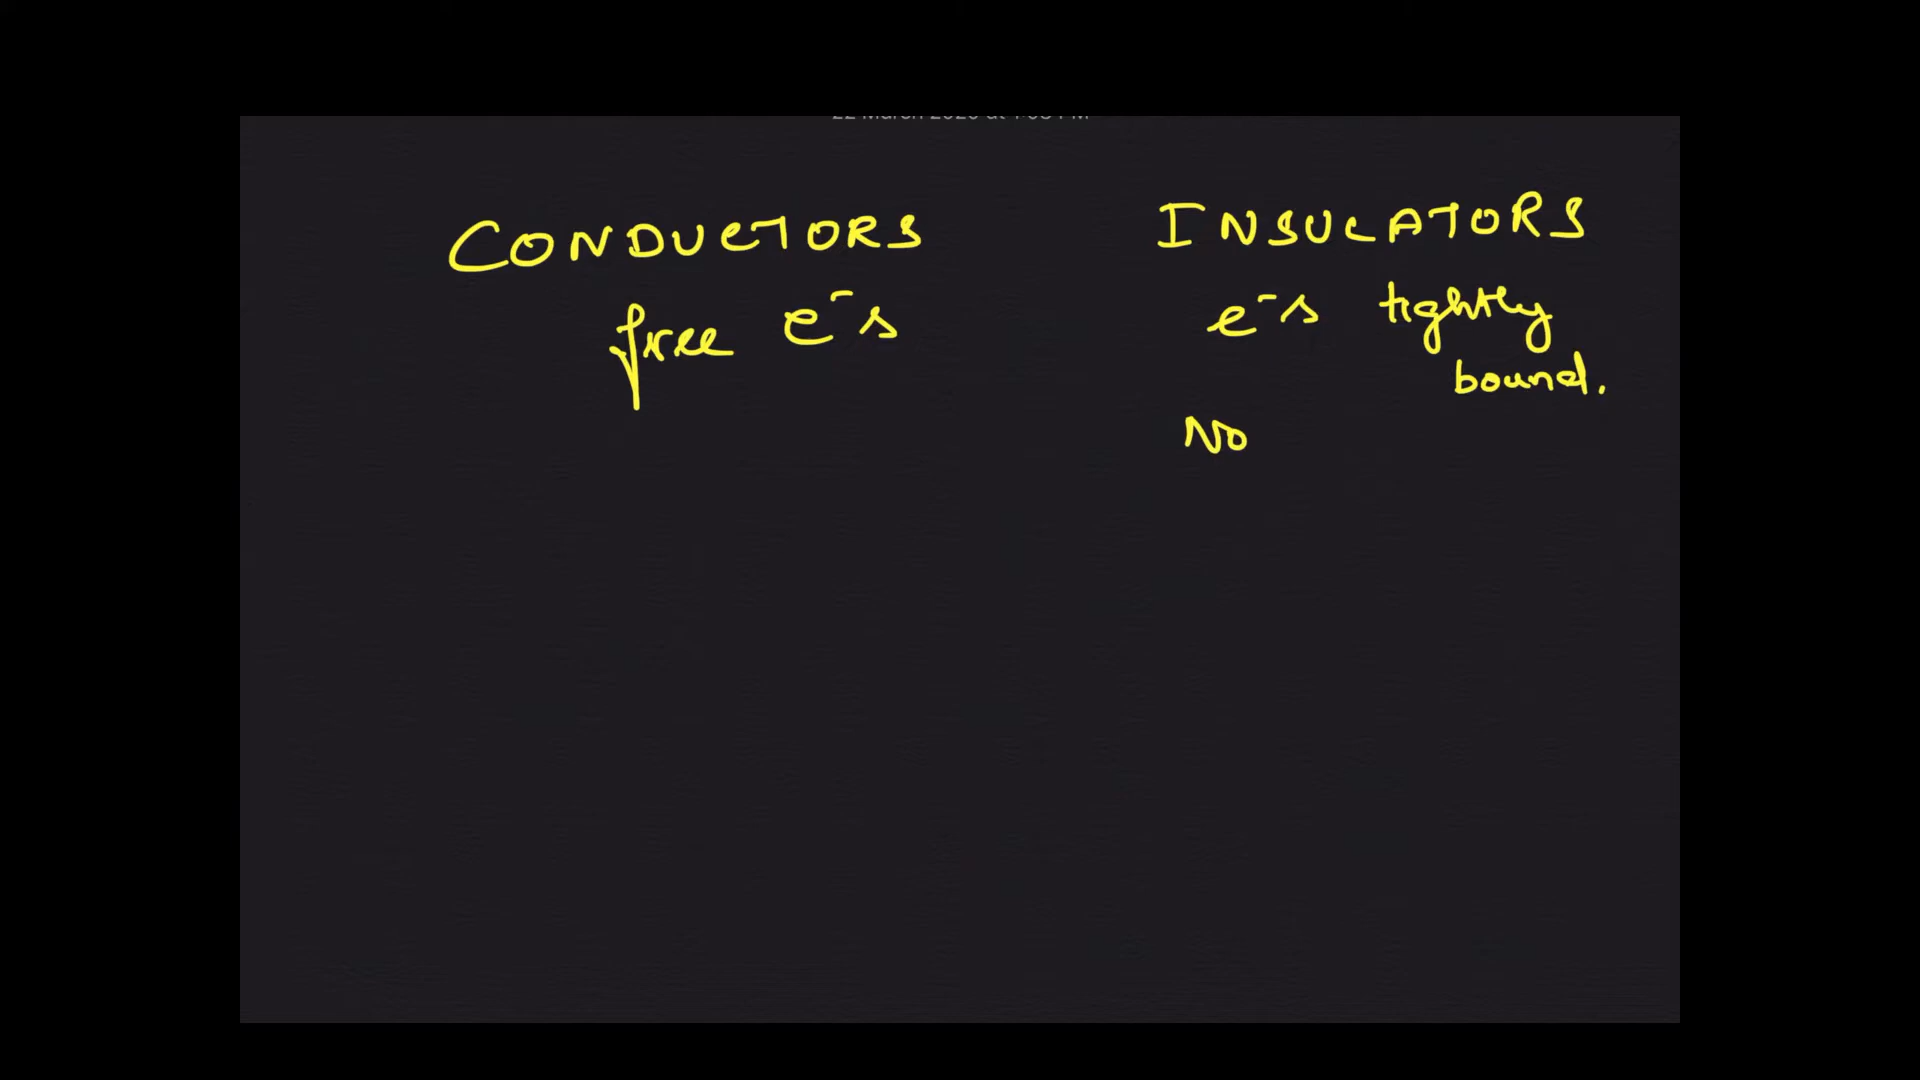 CONDUCTORS
free e⁻s
INSULATORS
e⁻s tightly
bound.
No